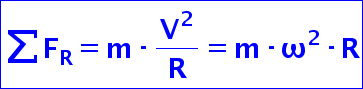 ∑ F_R = m · V²/R = m · ω² · R